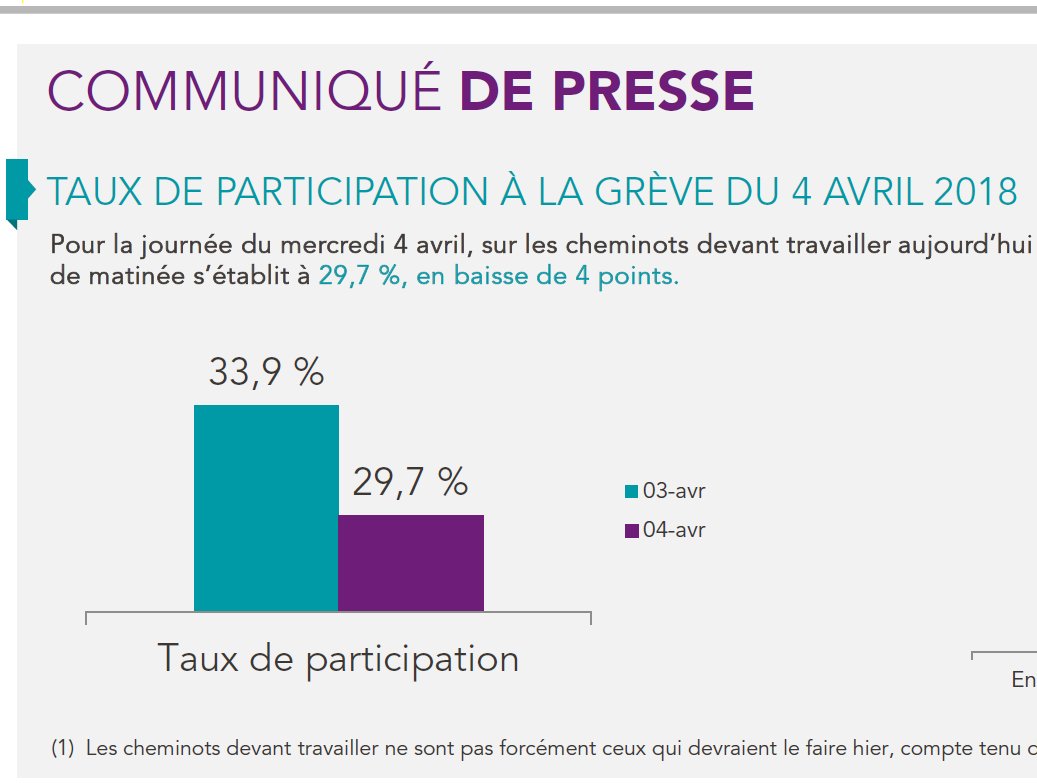 COMMUNIQUÉ DE PRESSE
TAUX DE PARTICIPATION À LA GRÈVE DU 4 AVRIL 2018
Pour la journée du mercredi 4 avril, sur les cheminots devant travailler aujourd’hui
de matinée s’établit à 29,7 %, en baisse de 4 points.
33,9 %
29,7 %
03-avr
04-avr
Taux de participation
En
(1) Les cheminots devant travailler ne sont pas forcément ceux qui devraient le faire hier, compte tenu